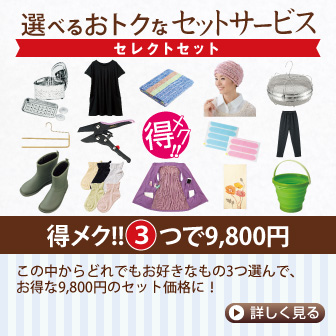 選べるおトクなセットサービス
セレクトセット
得メク!!
得メク!!3つで9,800円
この中からどれでもお好きなもの3つ選んで、
お得な9,800円のセット価格に！
詳しく見る